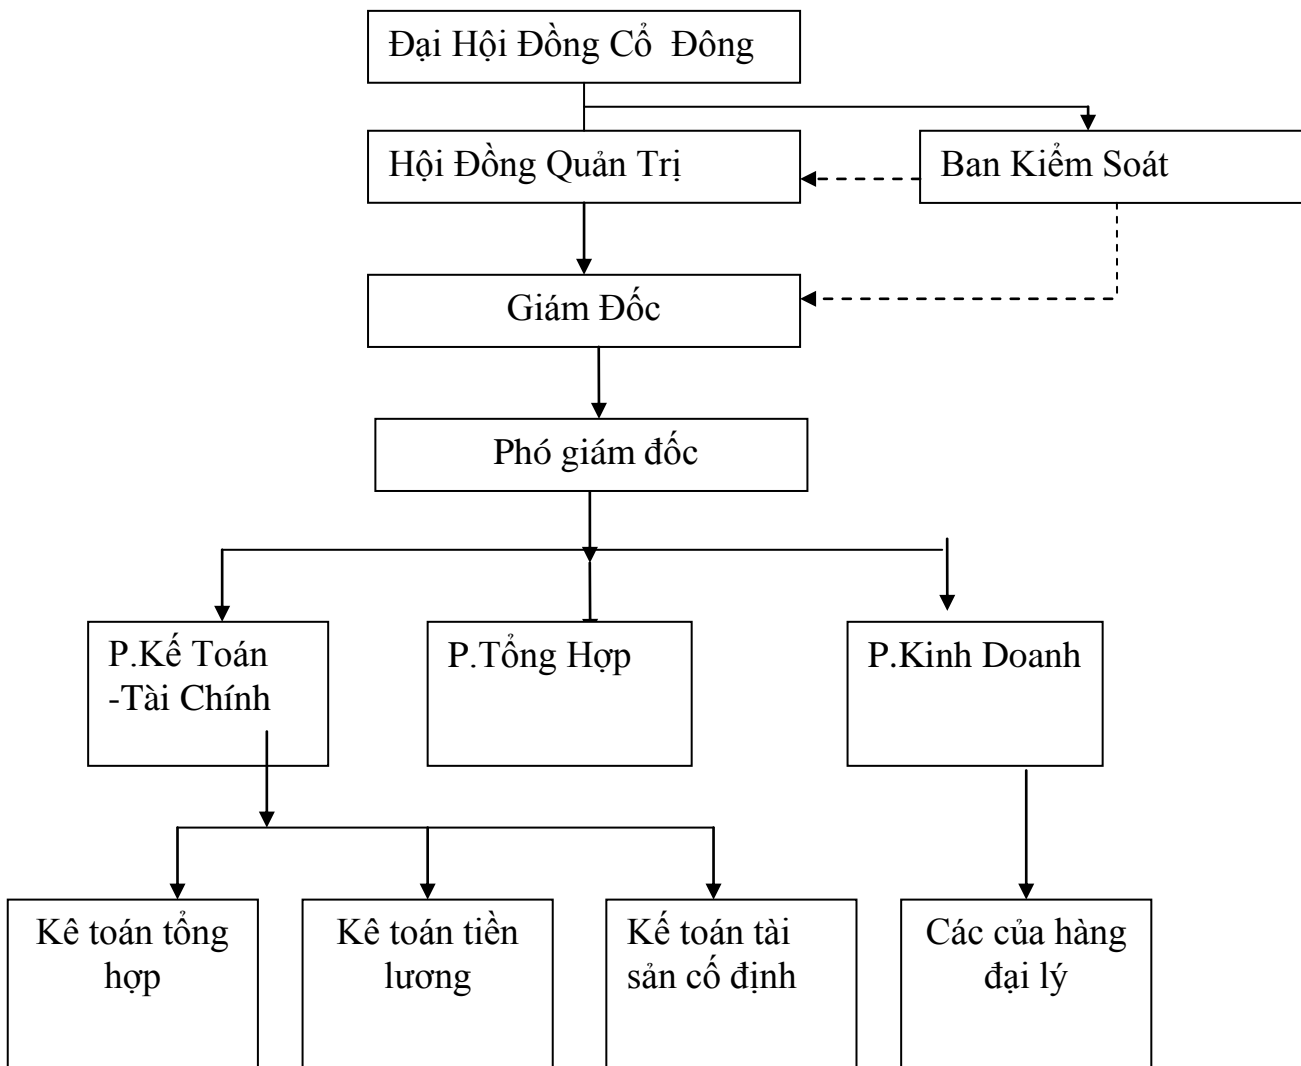 Đại Hội Đồng Cổ Đông
Hội Đồng Quản Trị
Ban Kiểm Soát
Giám Đốc
Phó giám đốc
P.Kế Toán
-Tài Chính
P.Tổng Hợp
P.Kinh Doanh
Kê toán tổng
hợp
Kê toán tiền
lương
Kế toán tài
sản cố định
Các của hàng
đại lý